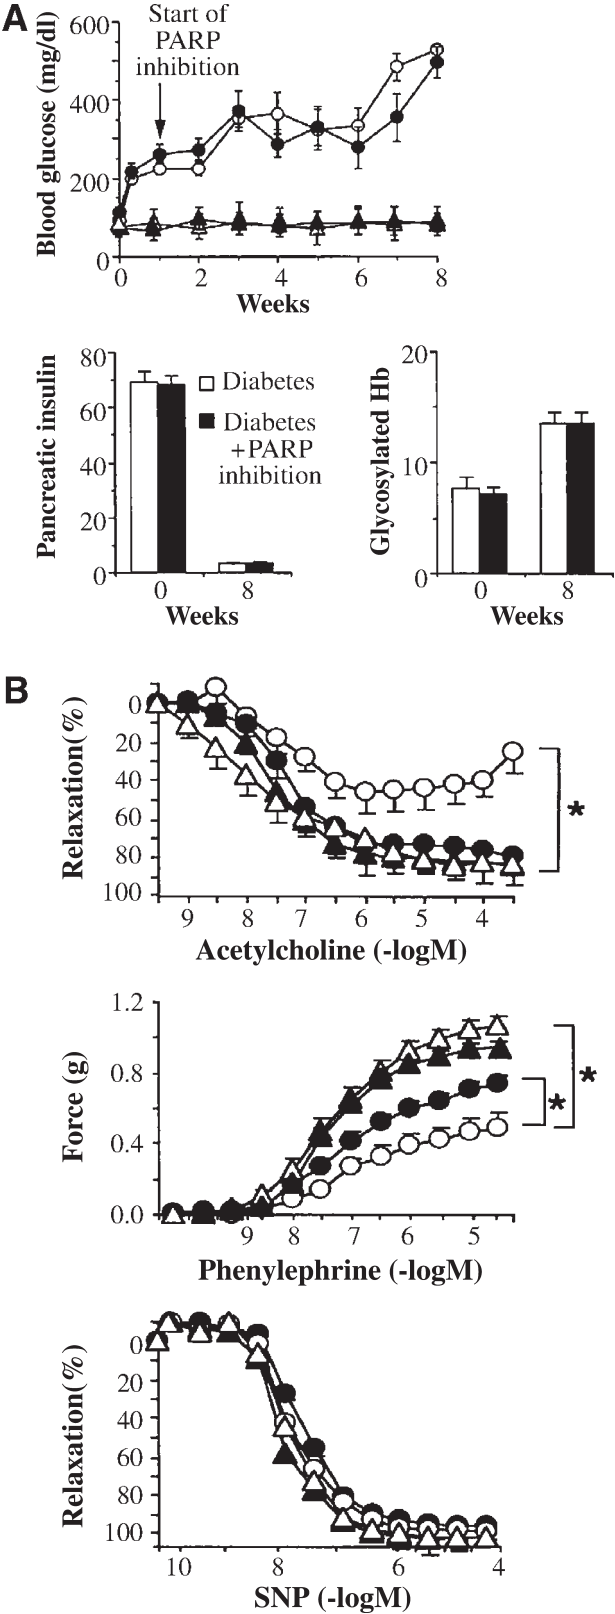 A
Start of
PARP
inhibition
Blood glucose (mg/dl)
600
400
200
0
0 2 4 6 8
Weeks
Pancreatic insulin
80
60
40
20
0
0 8
Weeks
Diabetes
Diabetes
+PARP
inhibition
Glycosylated Hb
20
10
0
0 8
Weeks
B
Relaxation(%)
0
20
40
60
80
100
9 8 7 6 5 4
Acetylcholine (-logM)
*
Force (g)
1.2
0.8
0.4
0.0
9 8 7 6 5
Phenylephrine (-logM)
*
*
Relaxation(%)
0
20
40
60
80
100
10 8 6 4
SNP (-logM)